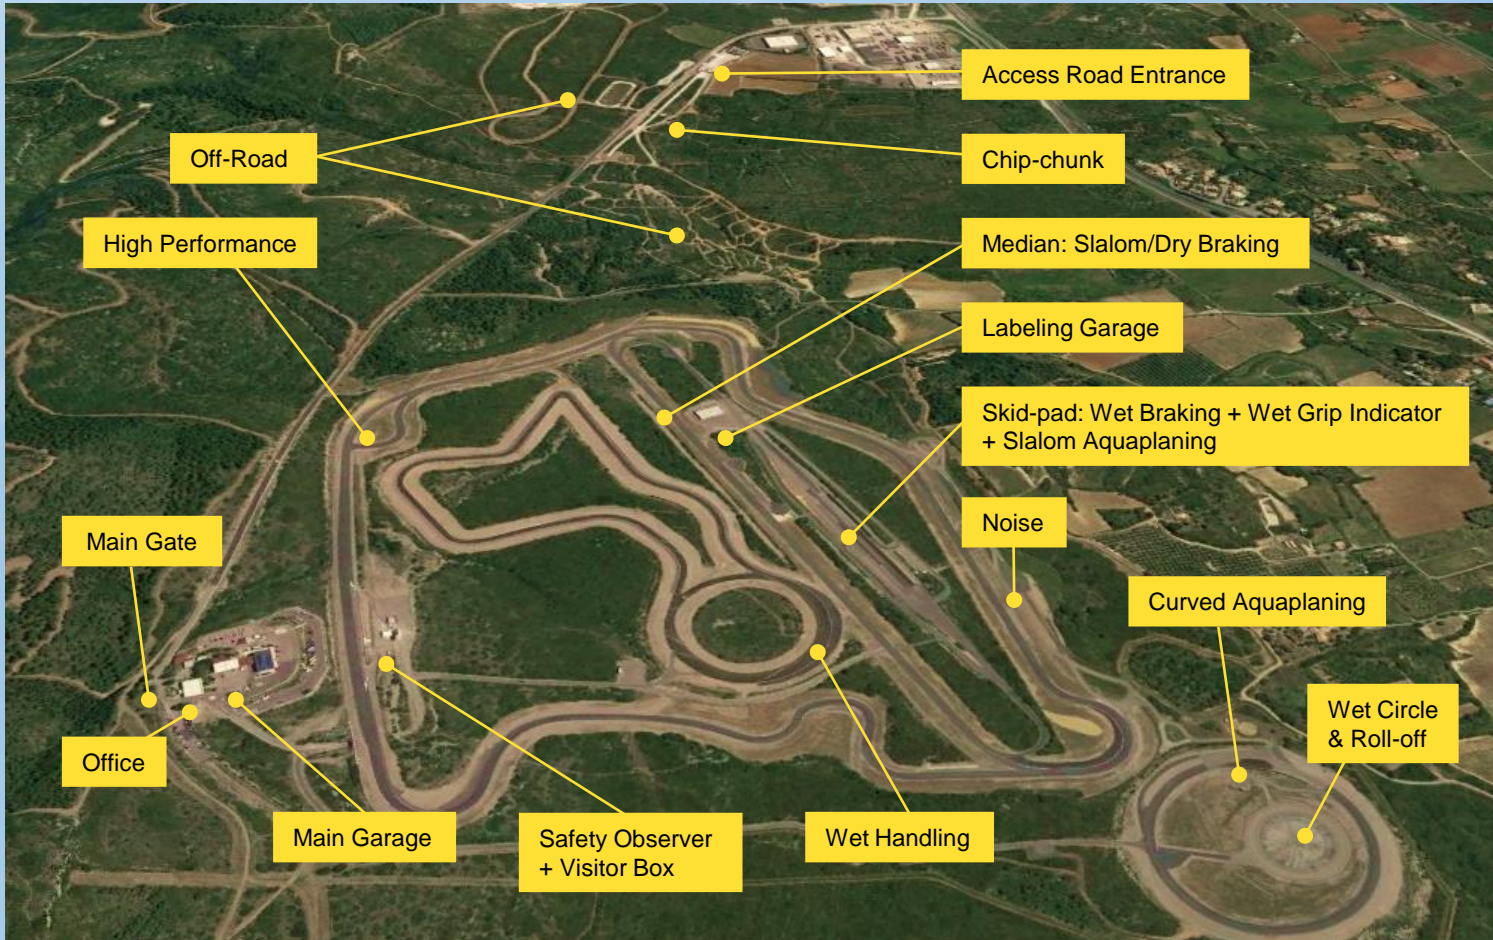 Access Road Entrance
Off-Road
Chip-chunk
High Performance
Median: Slalom/Dry Braking
Labeling Garage
Skid-pad: Wet Braking + Wet Grip Indicator
+ Slalom Aquaplaning
Main Gate
Noise
Curved Aquaplaning
Office
Wet Circle
& Roll-off
Main Garage
Safety Observer
+ Visitor Box
Wet Handling